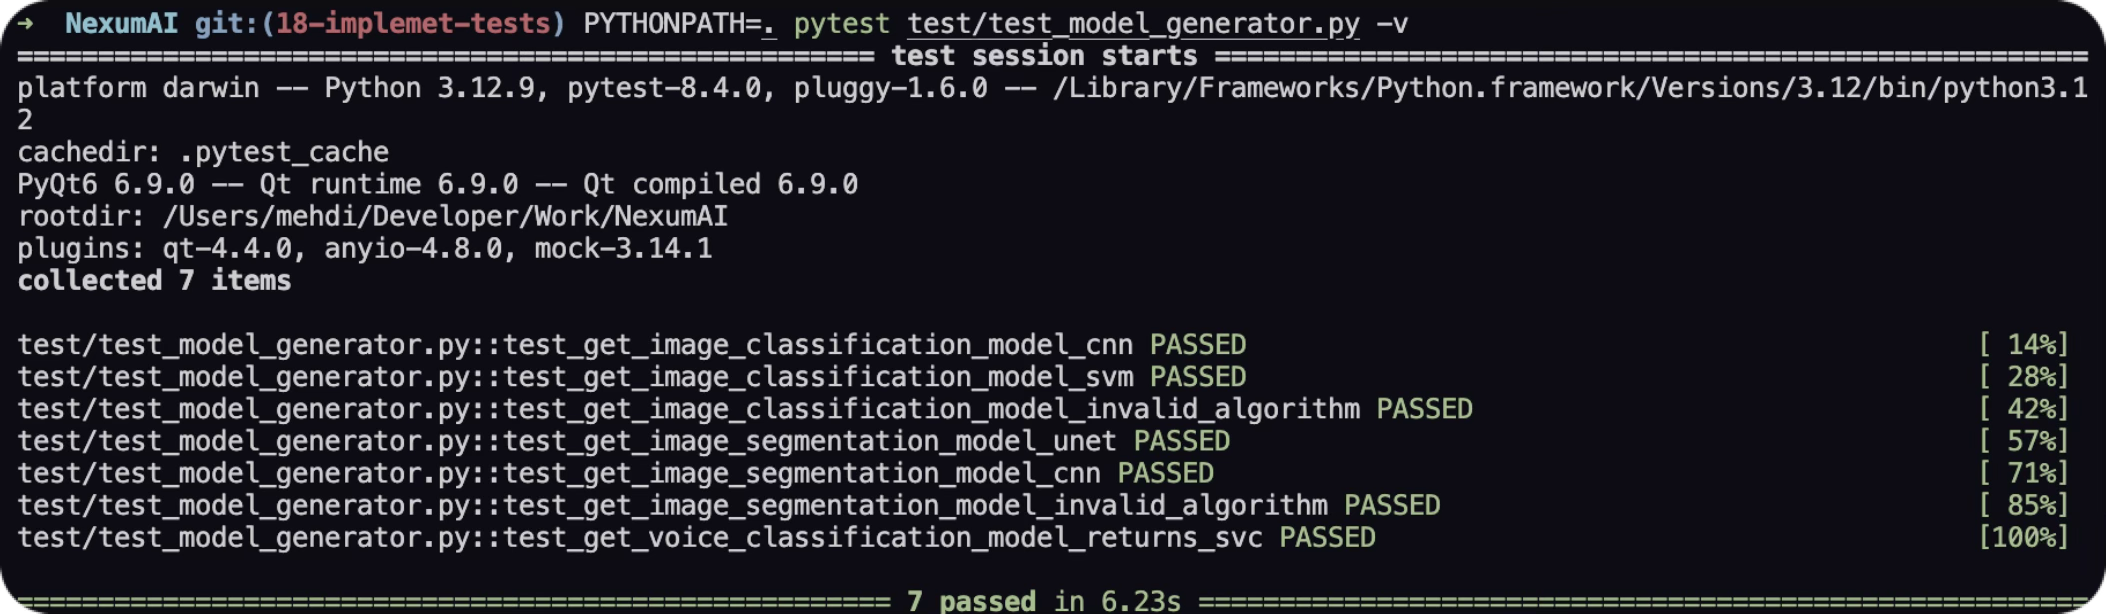 ➜  NexumAI git:(18-implemet-tests) PYTHONPATH=. pytest test/test_model_generator.py -v
===================================================== test session starts ======================================================
platform darwin -- Python 3.12.9, pytest-8.4.0, pluggy-1.6.0 -- /Library/Frameworks/Python.framework/Versions/3.12/bin/python3.1
2
cachedir: .pytest_cache
PyQt6 6.9.0 -- Qt runtime 6.9.0 -- Qt compiled 6.9.0
rootdir: /Users/mehdi/Developer/Work/NexumAI
plugins: qt-4.4.0, anyio-4.8.0, mock-3.14.1
collected 7 items
test/test_model_generator.py::test_get_image_classification_model_cnn PASSED [ 14%]
test/test_model_generator.py::test_get_image_classification_model_svm PASSED [ 28%]
test/test_model_generator.py::test_get_image_classification_model_invalid_algorithm PASSED [ 42%]
test/test_model_generator.py::test_get_image_segmentation_model_unet PASSED [ 57%]
test/test_model_generator.py::test_get_image_segmentation_model_cnn PASSED [ 71%]
test/test_model_generator.py::test_get_image_segmentation_model_invalid_algorithm PASSED [ 85%]
test/test_model_generator.py::test_get_voice_classification_model_returns_svc PASSED [100%]
====================================================== 7 passed in 6.23s =======================================================